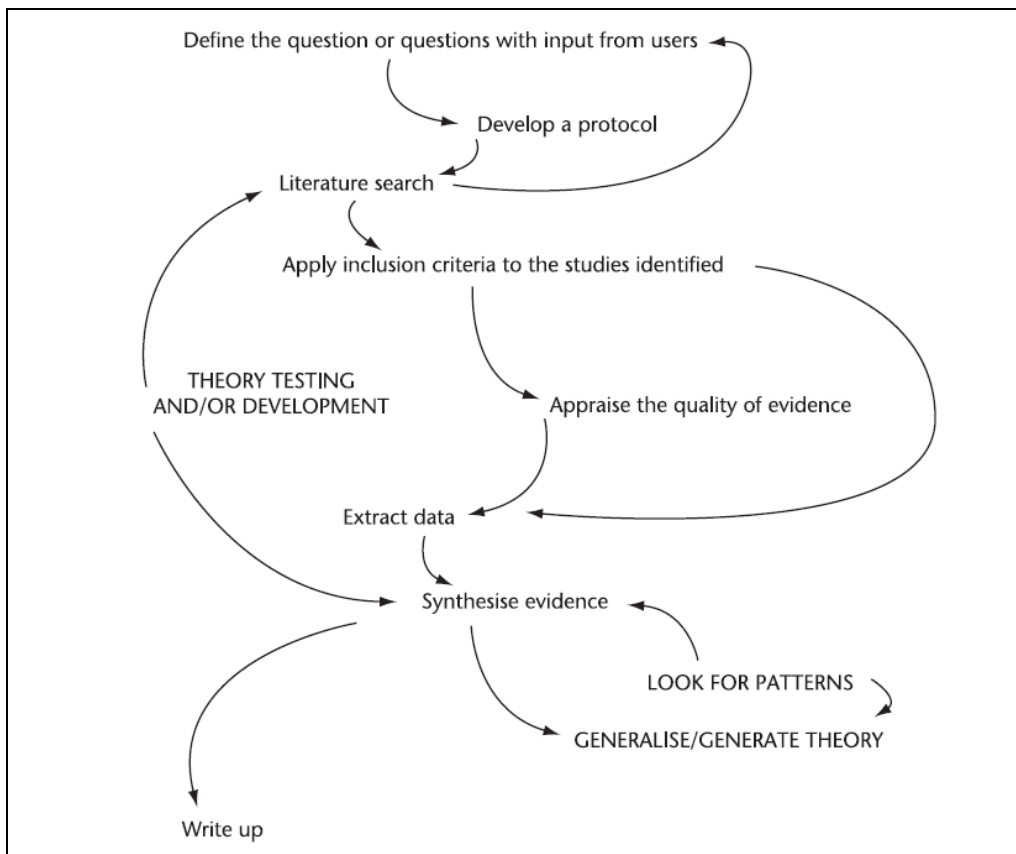 Define the question or questions with input from users
Develop a protocol
Literature search
Apply inclusion criteria to the studies identified
THEORY TESTING
AND/OR DEVELOPMENT
Appraise the quality of evidence
Extract data
Synthesise evidence
LOOK FOR PATTERNS
GENERALISE/GENERATE THEORY
Write up